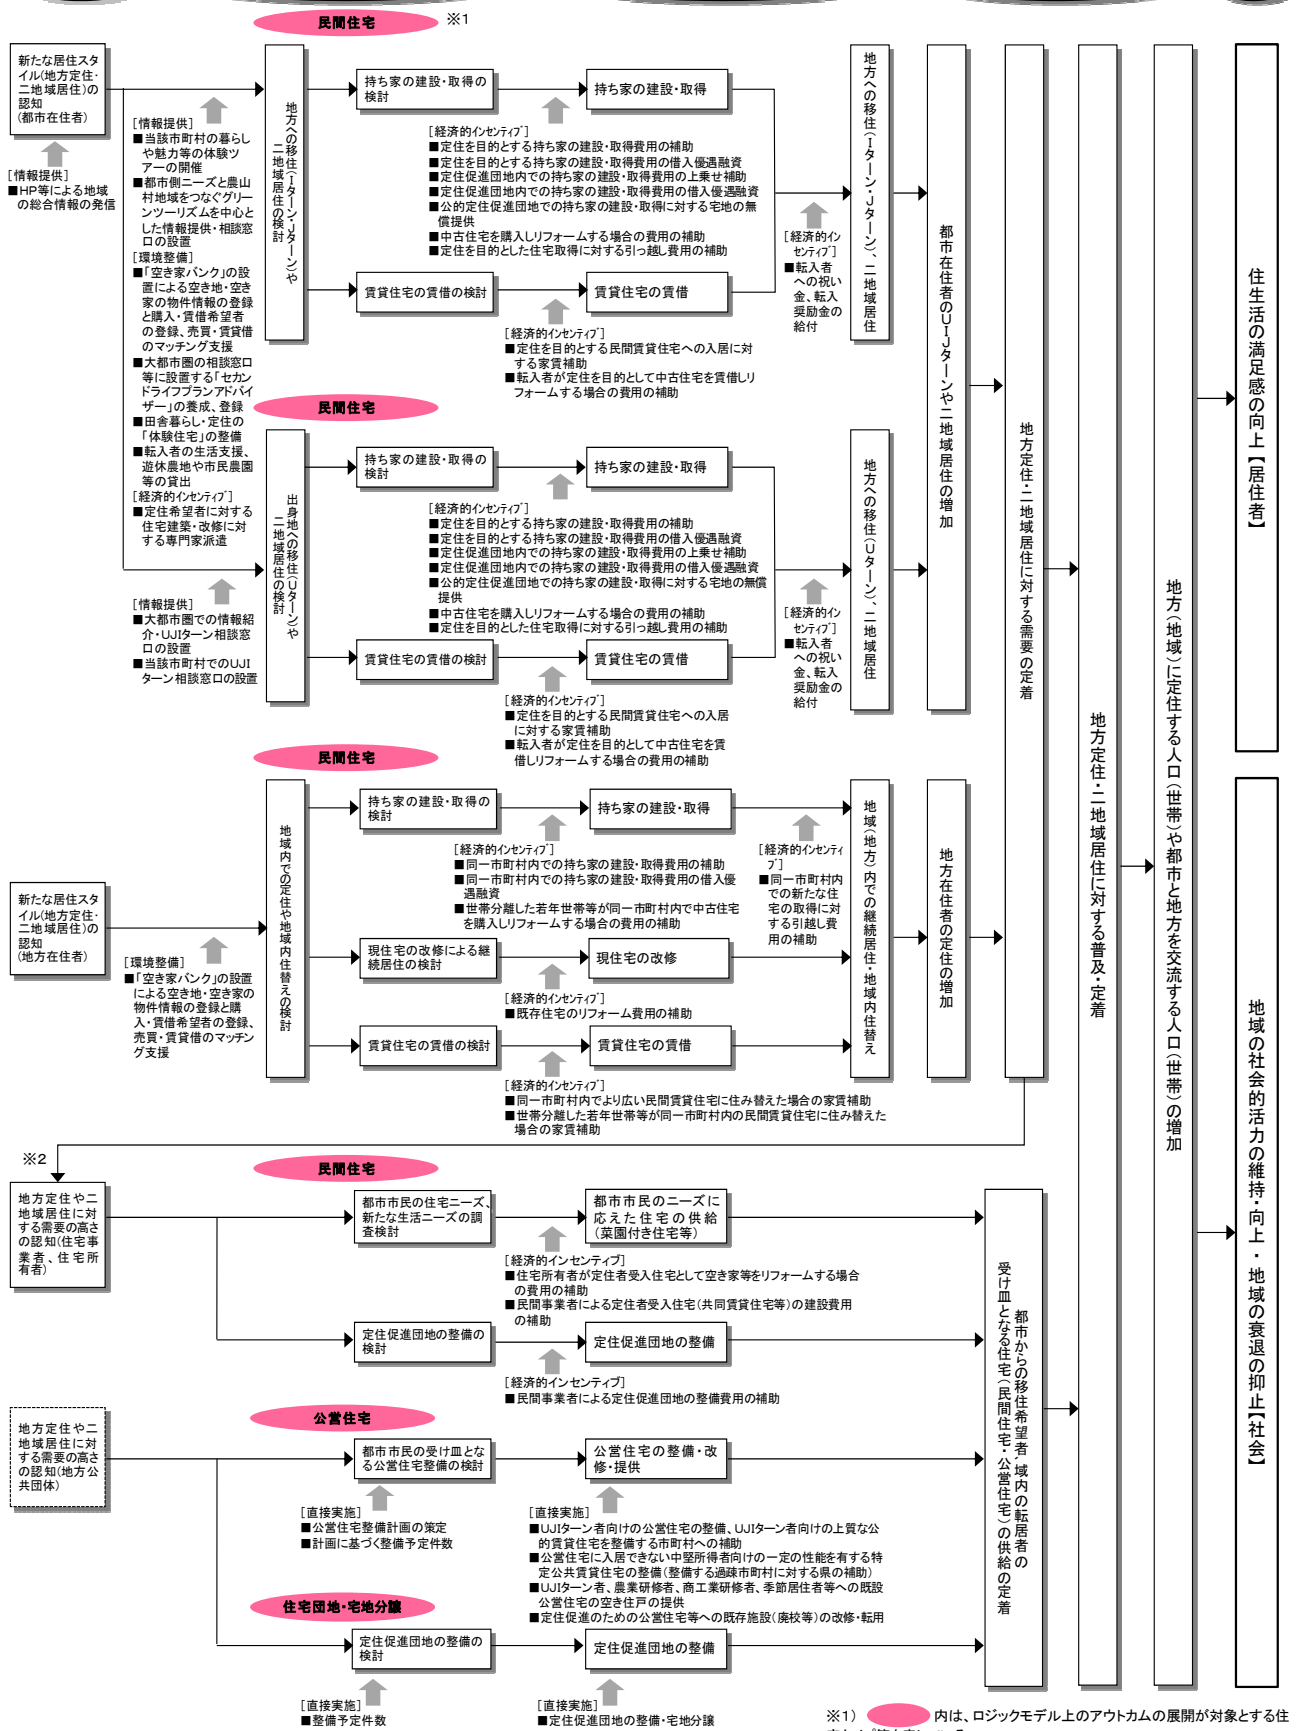 民間住宅
※1
新たな居住スタ
イル(地方定住・
二地域居住)の
認知
(都市在住者)
[情報提供]
■HP等による地域
の総合情報の発信
[情報提供]
■当該市町村の暮らし
や魅力等の体験ツ
アーの開催
■都市側ニーズと農山
村地域をつなぐグリー
ンツーリズムを中心と
した情報提供・相談窓
口の設置
[環境整備]
■「空き家バンク」の設
置による空き地・空き
家の物件情報の登録
と購入・賃借希望者
の登録、売買・賃貸借
のマッチング支援
■大都市圏の相談窓口
等に設置する「セカン
ドライフプランアドバイ
ザー」の養成、登録
■田舎暮らし・定住の
「体験住宅」の整備
■転入者の生活支援、
遊休農地や市民農園
等の貸出
[経済的インセンティブ]
■定住希望者に対する
住宅建築・改修に対
する専門家派遣
地方への移住(Iターン・Jターン)や
二地域居住の検討
持ち家の建設・取得の
検討
持ち家の建設・取得
[経済的インセンティブ]
■定住を目的とする持ち家の建設・取得費用の補助
■定住を目的とする持ち家の建設・取得費用の借入優遇融資
■定住促進団地内での持ち家の建設・取得費用の上乗せ補助
■定住促進団地内での持ち家の建設・取得費用の借入優遇融資
■公的定住促進団地での持ち家の建設・取得に対する宅地の無
償提供
■中古住宅を購入しリフォームする場合の費用の補助
■定住を目的とした住宅取得に対する引っ越し費用の補助
賃貸住宅の賃借の検討
賃貸住宅の賃借
[経済的インセンティブ]
■定住を目的とする民間賃貸住宅への入居に対
する家賃補助
■転入者が定住を目的として中古住宅を賃借しリ
フォームする場合の費用の補助
[経済的イン
センティブ]
■転入者
への祝い
金、転入
奨励金の
給付
地方への移住(Iターン・Jターン)、二地域居住
都市在住者のUIJターンや二地域居住の増加
地方定住・二地域居住に対する需要の定着
地方定住・二地域居住に対する普及・定着
地方(地域)に定住する人口(世帯)や都市と地方を交流する人口(世帯)の増加
住生活の満足感の向上【居住者】
民間住宅
[情報提供]
■大都市圏での情報紹
介・UJIターン相談窓
口の設置
■当該市町村でのUJI
ターン相談窓口の設置
出身地への移住(Uターン)や
二地域居住の検討
持ち家の建設・取得の
検討
持ち家の建設・取得
[経済的インセンティブ]
■定住を目的とする持ち家の建設・取得費用の補助
■定住を目的とする持ち家の建設・取得費用の借入優遇融資
■定住促進団地内での持ち家の建設・取得費用の上乗せ補助
■定住促進団地内での持ち家の建設・取得費用の借入優遇融資
■公的定住促進団地での持ち家の建設・取得に対する宅地の無償
提供
■中古住宅を購入しリフォームする場合の費用の補助
■定住を目的とした住宅取得に対する引っ越し費用の補助
賃貸住宅の賃借の検討
賃貸住宅の賃借
[経済的インセンティブ]
■定住を目的とする民間賃貸住宅への入居
に対する家賃補助
■転入者が定住を目的として中古住宅を賃
借しリフォームする場合の費用の補助
[経済的イン
センティブ]
■転入者
への祝い
金、転入
奨励金の
給付
地方への移住(Uターン)、二地域居住
民間住宅
新たな居住スタ
イル(地方定住・
二地域居住)の
認知
(地方在住者)
[環境整備]
■「空き家バンク」の設置
による空き地・空き家の
物件情報の登録と購
入・賃借希望者の登録、
売買・賃貸借のマッチン
グ支援
地域内での定住や地域内住替えの検討
持ち家の建設・取得の
検討
持ち家の建設・取得
[経済的インセンティブ]
■同一市町村内での持ち家の建設・取得費用の補助
■同一市町村内での持ち家の建設・取得費用の借入優
遇融資
■世帯分離した若年世帯等が同一市町村内で中古住宅
を購入しリフォームする場合の費用の補助
[経済的インセンティ
ブ]
■同一市町村内
での新たな住
宅の取得に対
する引越し費
用の補助
現住宅の改修による継
続居住の検討
現住宅の改修
[経済的インセンティブ]
■既存住宅のリフォーム費用の補助
賃貸住宅の賃借の検討
賃貸住宅の賃借
[経済的インセンティブ]
■同一市町村内でより広い民間賃貸住宅に住み替えた場合の家賃補助
■世帯分離した若年世帯等が同一市町村内の民間賃貸住宅に住み替えた
場合の家賃補助
地域(地方)内での継続居住・地域内住替え
地方在住者の定住の増加
地域の社会的活力の維持・向上・地域の衰退の抑止【社会】
※2
民間住宅
地方定住や二
地域居住に対
する需要の高さ
の認知(住宅事
業者、住宅所
有者)
都市市民の住宅ニーズ、
新たな生活ニーズの調
査検討
都市市民のニーズに
応えた住宅の供給
(菜園付き住宅等)
[経済的インセンティブ]
■住宅所有者が定住者受入住宅として空き家等をリフォームする場合
の費用の補助
■民間事業者による定住者受入住宅(共同賃貸住宅等)の建設費用
の補助
定住促進団地の整備の
検討
定住促進団地の整備
[経済的インセンティブ]
■民間事業者による定住促進団地の整備費用の補助
都市からの移住希望者、域内の転居者の
受け皿となる住宅(民間住宅・公営住宅)の供給の定着
公営住宅
地方定住や二
地域居住に対
する需要の高さ
の認知(地方公
共団体)
都市市民の受け皿とな
る公営住宅整備の検討
公営住宅の整備・改
修・提供
[直接実施]
■公営住宅整備計画の策定
■計画に基づく整備予定件数
[直接実施]
■UJIターン者向けの公営住宅の整備、UJIターン者向けの上質な公
的賃貸住宅を整備する市町村への補助
■公営住宅に入居できない中堅所得者向けの一定の性能を有する特
定公共賃貸住宅の整備(整備する過疎市町村に対する県の補助)
■UJIターン者、農業研修者、商工業研修者、季節居住者等への既設
公営住宅の空き住戸の提供
■定住促進のための公営住宅等への既存施設(廃校等)の改修・転用
住宅団地・宅地分譲
定住促進団地の整備の
検討
定住促進団地の整備
[直接実施]
■整備予定件数
[直接実施]
■定住促進団地の整備・宅地分譲
※1) 内は、ロジックモデル上のアウトカムの展開が対象とする住